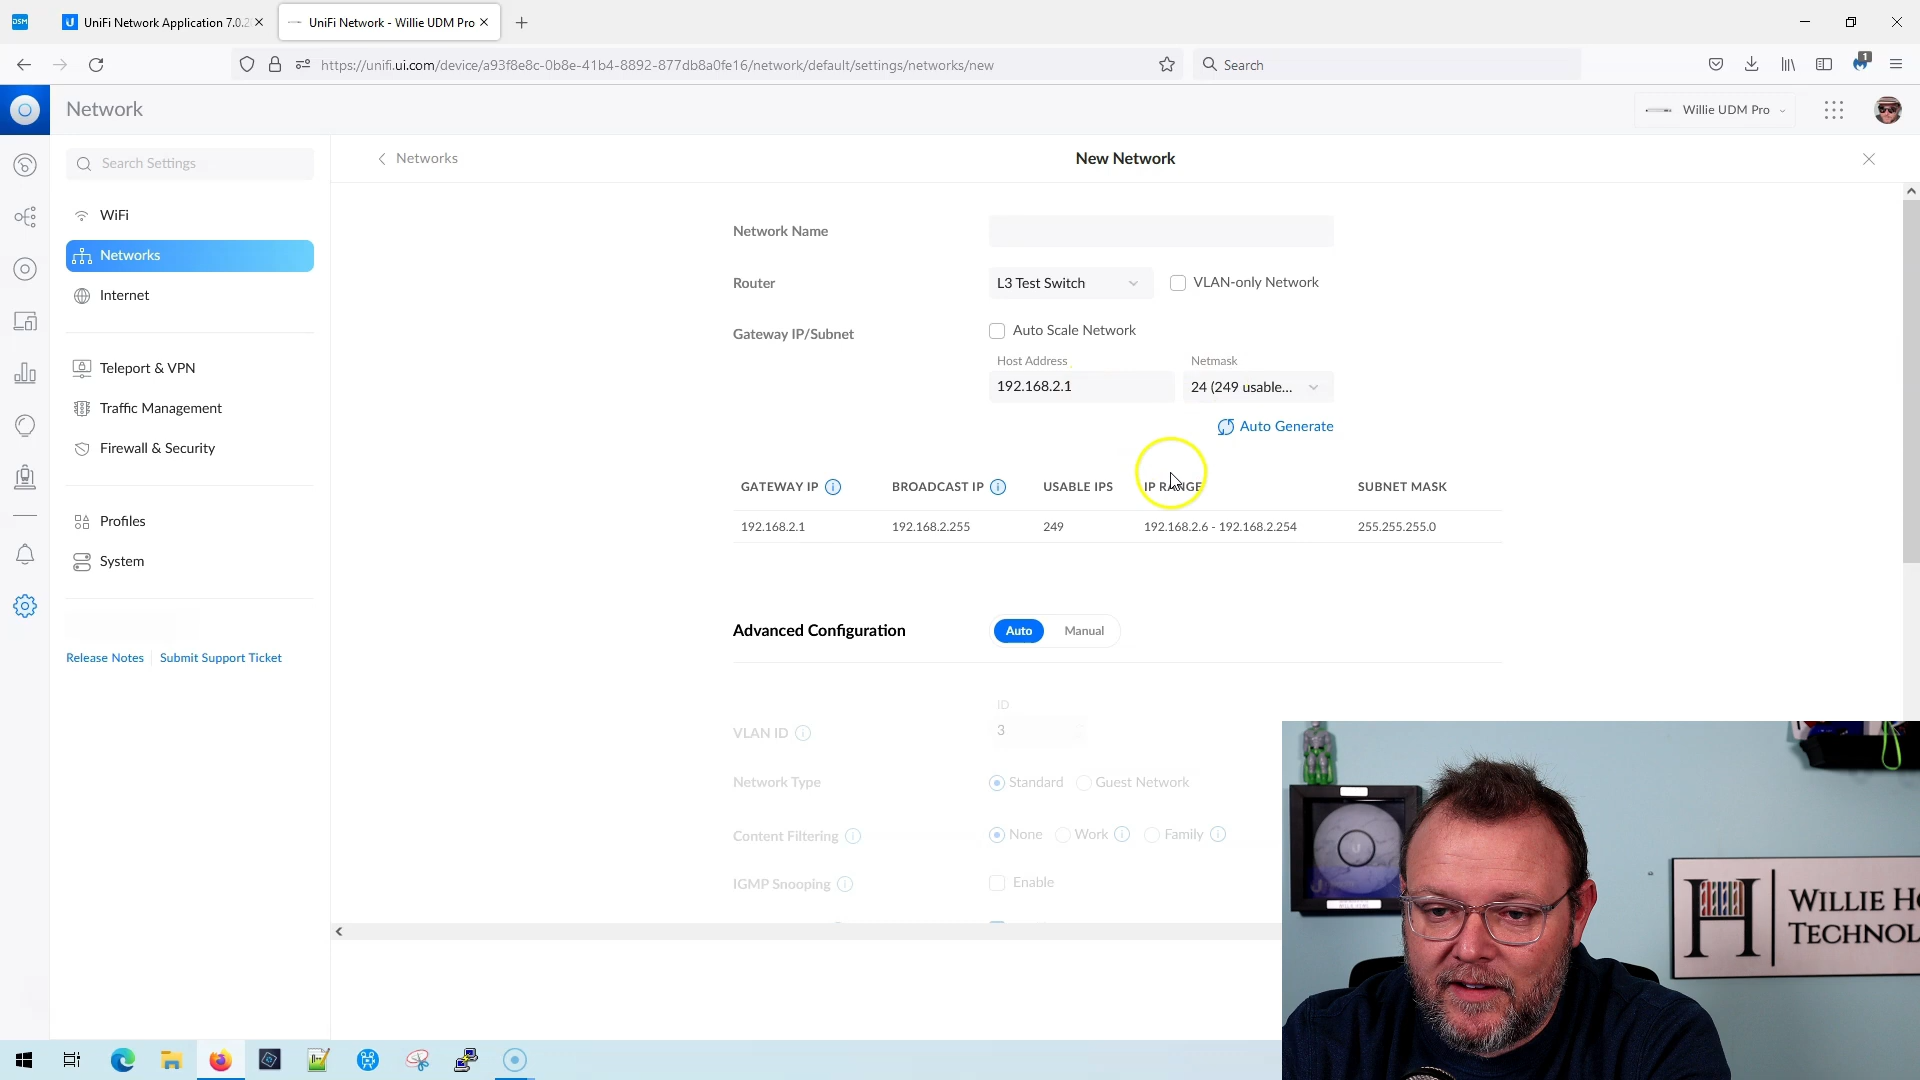 DSM
UniFi Network Application 7.0.2
UniFi Network - Willie UDM Pro
https://unifi.ui.com/device/a93f8e8c-0b8e-41b4-8892-877db8a0fe16/network/default/settings/networks/new
Search
1
Network
Willie UDM Pro
Search Settings
Networks
New Network
WiFi
Networks
Internet
Teleport & VPN
Traffic Management
Firewall & Security
Profiles
System
Release Notes
Submit Support Ticket
Network Name
Router
L3 Test Switch
VLAN-only Network
Gateway IP/Subnet
Auto Scale Network
Host Address
Netmask
192.168.2.1
24 (249 usable...
Auto Generate
GATEWAY IP
BROADCAST IP
USABLE IPS
IP RANGE
SUBNET MASK
192.168.2.1
192.168.2.255
249
192.168.2.6 - 192.168.2.254
255.255.255.0
Advanced Configuration
Auto
Manual
ID
VLAN ID
3
Network Type
Standard
Guest Network
Content Filtering
None
Work
Family
IGMP Snooping
Enable
WILLIE HO
TECHNOL